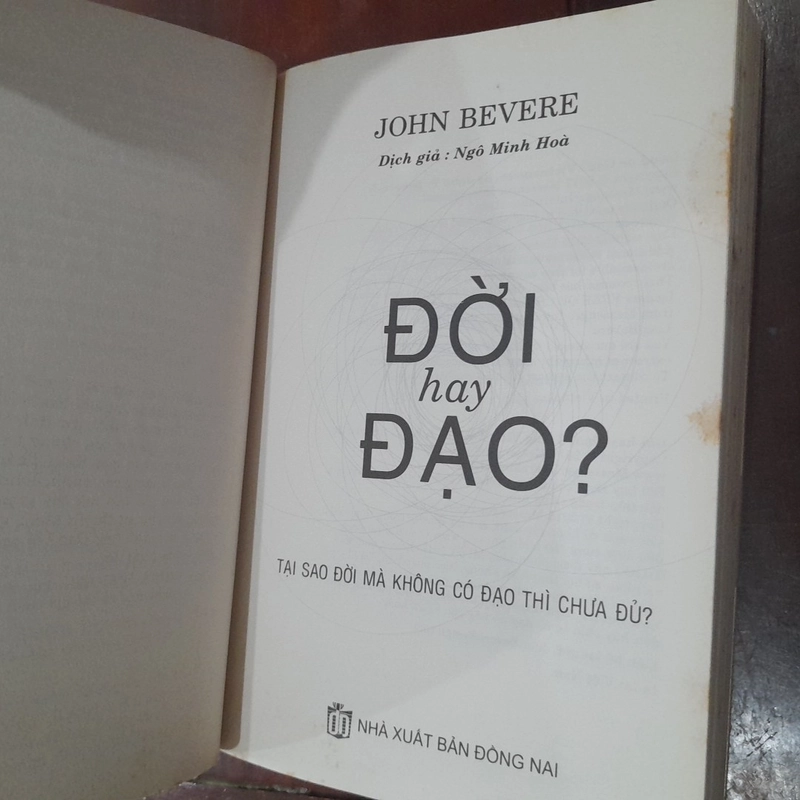 JOHN BEVERE
Dịch giả : Ngô Minh Hoà
ĐỜI
hay
ĐẠO?
TẠI SAO ĐỜI MÀ KHÔNG CÓ ĐẠO THÌ CHƯA ĐỦ?
NHÀ XUẤT BẢN ĐỒNG NAI